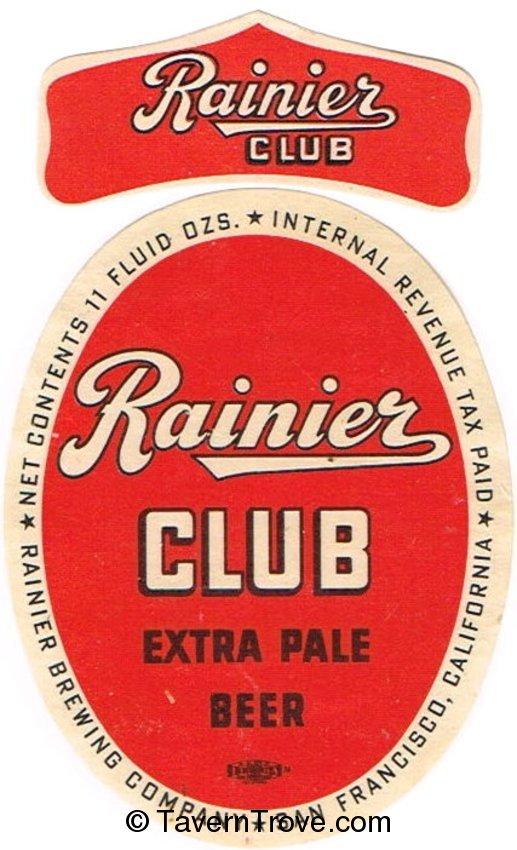 Rainier
CLUB
NET CONTENTS 11 FLUID OZS. ★ INTERNAL REVENUE TAX PAID ★
Rainier
CLUB
EXTRA PALE
BEER
★ RAINIER BREWING COMPANY ★ SAN FRANCISCO, CALIFORNIA
© TavernTrove.com